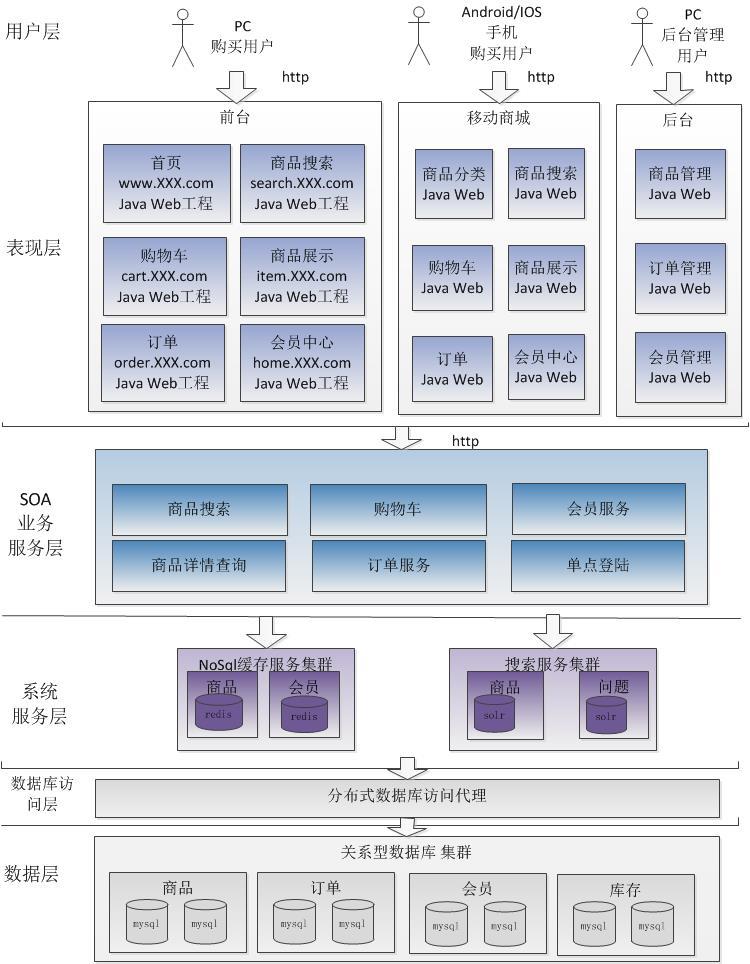 用户层
PC
购买用户
Android/IOS
手机
购买用户
PC
后台管理
用户
http
http
http
表现层
前台
首页
www.XXX.com
Java Web工程
商品搜索
search.XXX.com
Java Web工程
购物车
cart.XXX.com
Java Web工程
商品展示
item.XXX.com
Java Web工程
订单
order.XXX.com
Java Web工程
会员中心
home.XXX.com
Java Web工程
移动商城
商品分类
Java Web
商品搜索
Java Web
购物车
Java Web
商品展示
Java Web
订单
Java Web
会员中心
Java Web
后台
商品管理
Java Web
订单管理
Java Web
会员管理
Java Web
http
SOA
业务
服务层
商品搜索
购物车
会员服务
商品详情查询
订单服务
单点登陆
系统
服务层
NoSql缓存服务集群
商品
redis
会员
redis
搜索服务集群
商品
solr
问题
solr
数据库访
问层
分布式数据库访问代理
数据层
关系型数据库 集群
商品
mysql
mysql
订单
mysql
mysql
会员
mysql
mysql
库存
mysql
mysql